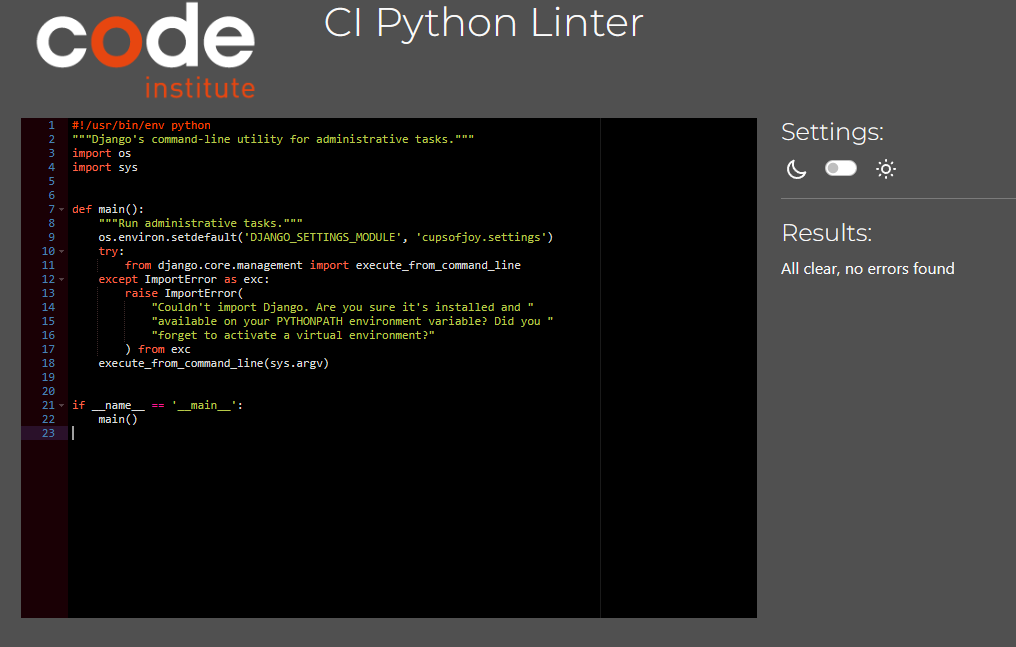 code
institute
CI Python Linter
1 #!/usr/bin/env python
2 """Django's command-line utility for administrative tasks."""
3 import os
4 import sys
5
6
7 def main():
8     """Run administrative tasks."""
9     os.environ.setdefault('DJANGO_SETTINGS_MODULE', 'cupsofjoy.settings')
10     try:
11         from django.core.management import execute_from_command_line
12     except ImportError as exc:
13         raise ImportError(
14             "Couldn't import Django. Are you sure it's installed and "
15             "available on your PYTHONPATH environment variable? Did you "
16             "forget to activate a virtual environment?"
17         ) from exc
18     execute_from_command_line(sys.argv)
19
20
21 if __name__ == '__main__':
22     main()
23
Settings:
Results:
All clear, no errors found